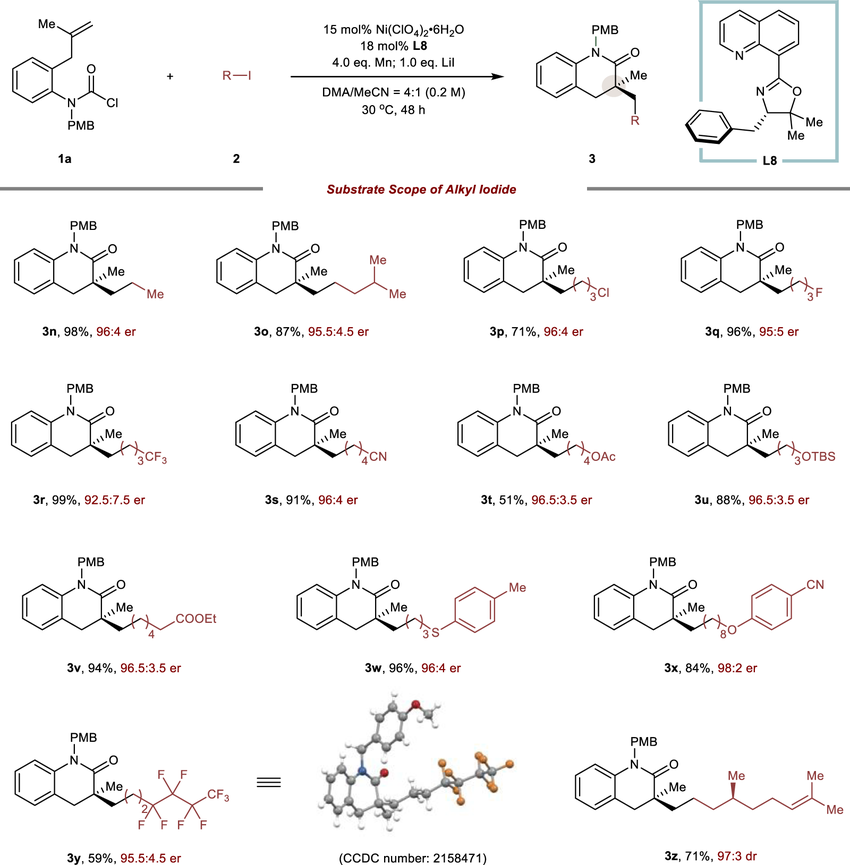 Me
O
N
Cl
PMB
1a
+
R—I
2
15 mol% Ni(ClO4)2•6H2O
18 mol% L8
4.0 eq. Mn; 1.0 eq. LiI
DMA/MeCN = 4:1 (0.2 M)
30 °C, 48 h
PMB
N
O
Me
R
3
N
N
O
Me
Me
L8
Substrate Scope of Alkyl Iodide
PMB
N
O
Me
Me
3n, 98%, 96:4 er
PMB
N
O
Me
Me
Me
3o, 87%, 95.5:4.5 er
PMB
N
O
Me
( )3Cl
3p, 71%, 96:4 er
PMB
N
O
Me
( )3F
3q, 96%, 95:5 er
PMB
N
O
Me
( )3CF3
3r, 99%, 92.5:7.5 er
PMB
N
O
Me
( )4CN
3s, 91%, 96:4 er
PMB
N
O
Me
( )4OAc
3t, 51%, 96.5:3.5 er
PMB
N
O
Me
( )3OTBS
3u, 88%, 96.5:3.5 er
PMB
N
O
Me
( )4
COOEt
3v, 94%, 96.5:3.5 er
PMB
N
O
Me
Me
( )3S
3w, 96%, 96:4 er
PMB
N
O
CN
Me
( )8O
3x, 84%, 98:2 er
PMB
N
O
Me
( )2
F F
F F
CF3
F F
F F
3y, 59%, 95.5:4.5 er
(CCDC number: 2158471)
PMB
N
O
Me
Me
Me
Me
3z, 71%, 97:3 dr